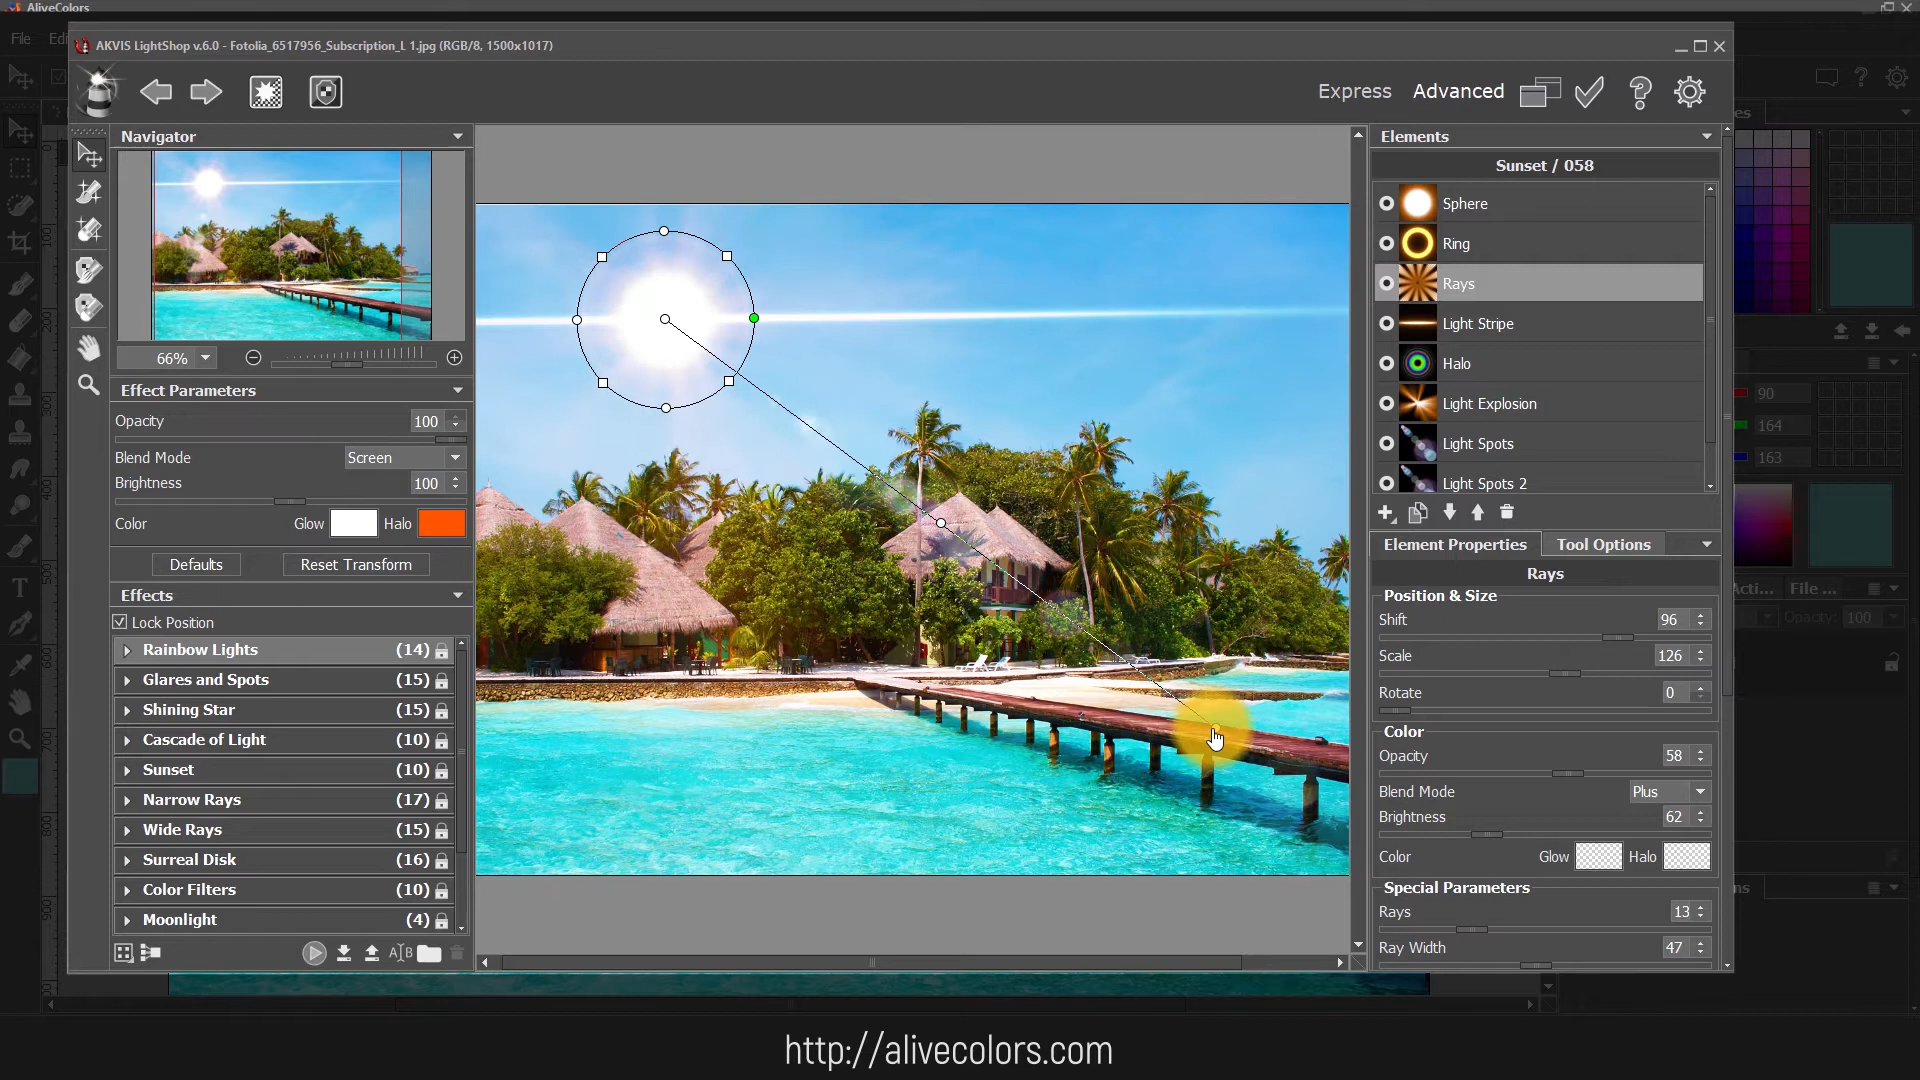 AliveColors
File
AKVIS LightShop v.6.0 - Fotolia_6517956_Subscription_L 1.jpg (RGB/8, 1500x1017)
Express
Advanced
Navigator
66%
Effect Parameters
Opacity
100
Blend Mode
Screen
Brightness
100
Color
Glow
Halo
Defaults
Reset Transform
Effects
Lock Position
Rainbow Lights (14)
Glares and Spots (15)
Shining Star (15)
Cascade of Light (10)
Sunset (10)
Narrow Rays (17)
Wide Rays (15)
Surreal Disk (16)
Color Filters (10)
Moonlight (4)
A B
Elements
Sunset / 058
Sphere
Ring
Rays
Light Stripe
Halo
Light Explosion
Light Spots
Light Spots 2
Element Properties
Tool Options
Rays
Position & Size
Shift 96
Scale 126
Rotate 0
Color
Opacity 58
Blend Mode Plus
Brightness 62
Color Glow Halo
Special Parameters
Rays 13
Ray Width 47
90
164
163
File ...
Opacity: 100
http://alivecolors.com